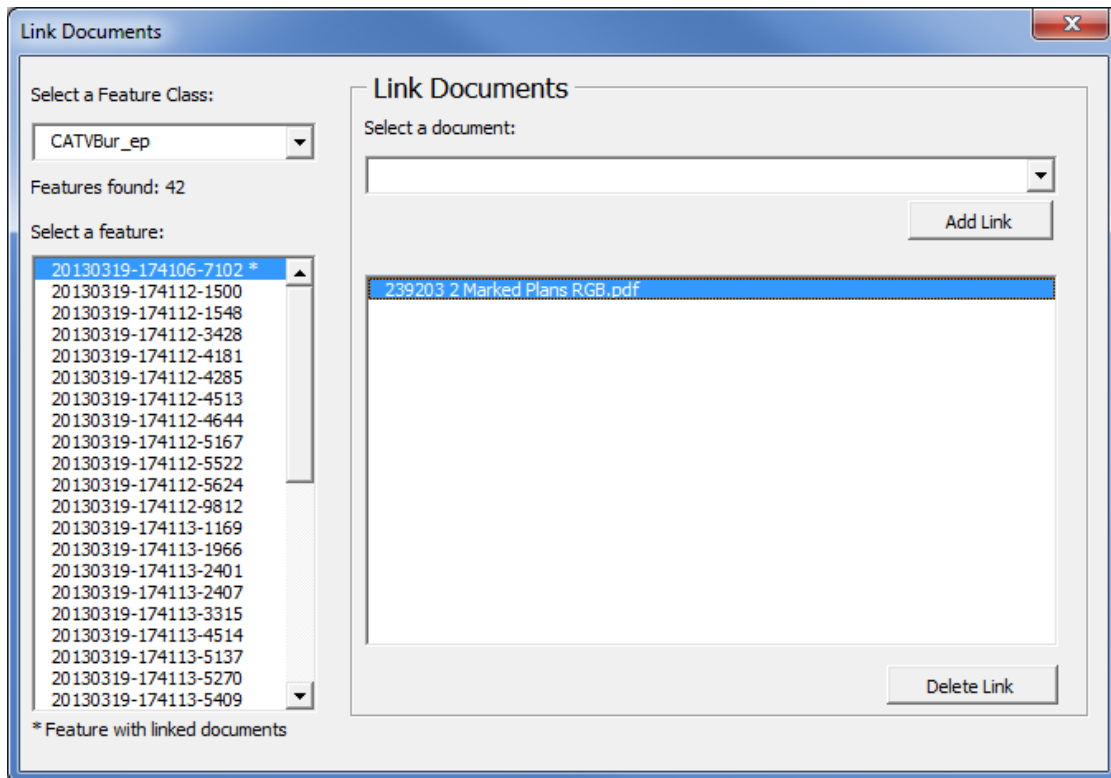 Link Documents
Select a Feature Class:
CATVBur_ep
Features found: 42
Select a feature:
20130319-174106-7102 *
20130319-174112-1500
20130319-174112-1548
20130319-174112-3428
20130319-174112-4181
20130319-174112-4285
20130319-174112-4513
20130319-174112-4644
20130319-174112-5167
20130319-174112-5522
20130319-174112-5624
20130319-174112-9812
20130319-174113-1169
20130319-174113-1966
20130319-174113-2401
20130319-174113-2407
20130319-174113-3315
20130319-174113-4514
20130319-174113-5137
20130319-174113-5270
20130319-174113-5409
* Feature with linked documents
Link Documents
Select a document:
Add Link
239203 2 Marked Plans RGB.pdf
Delete Link